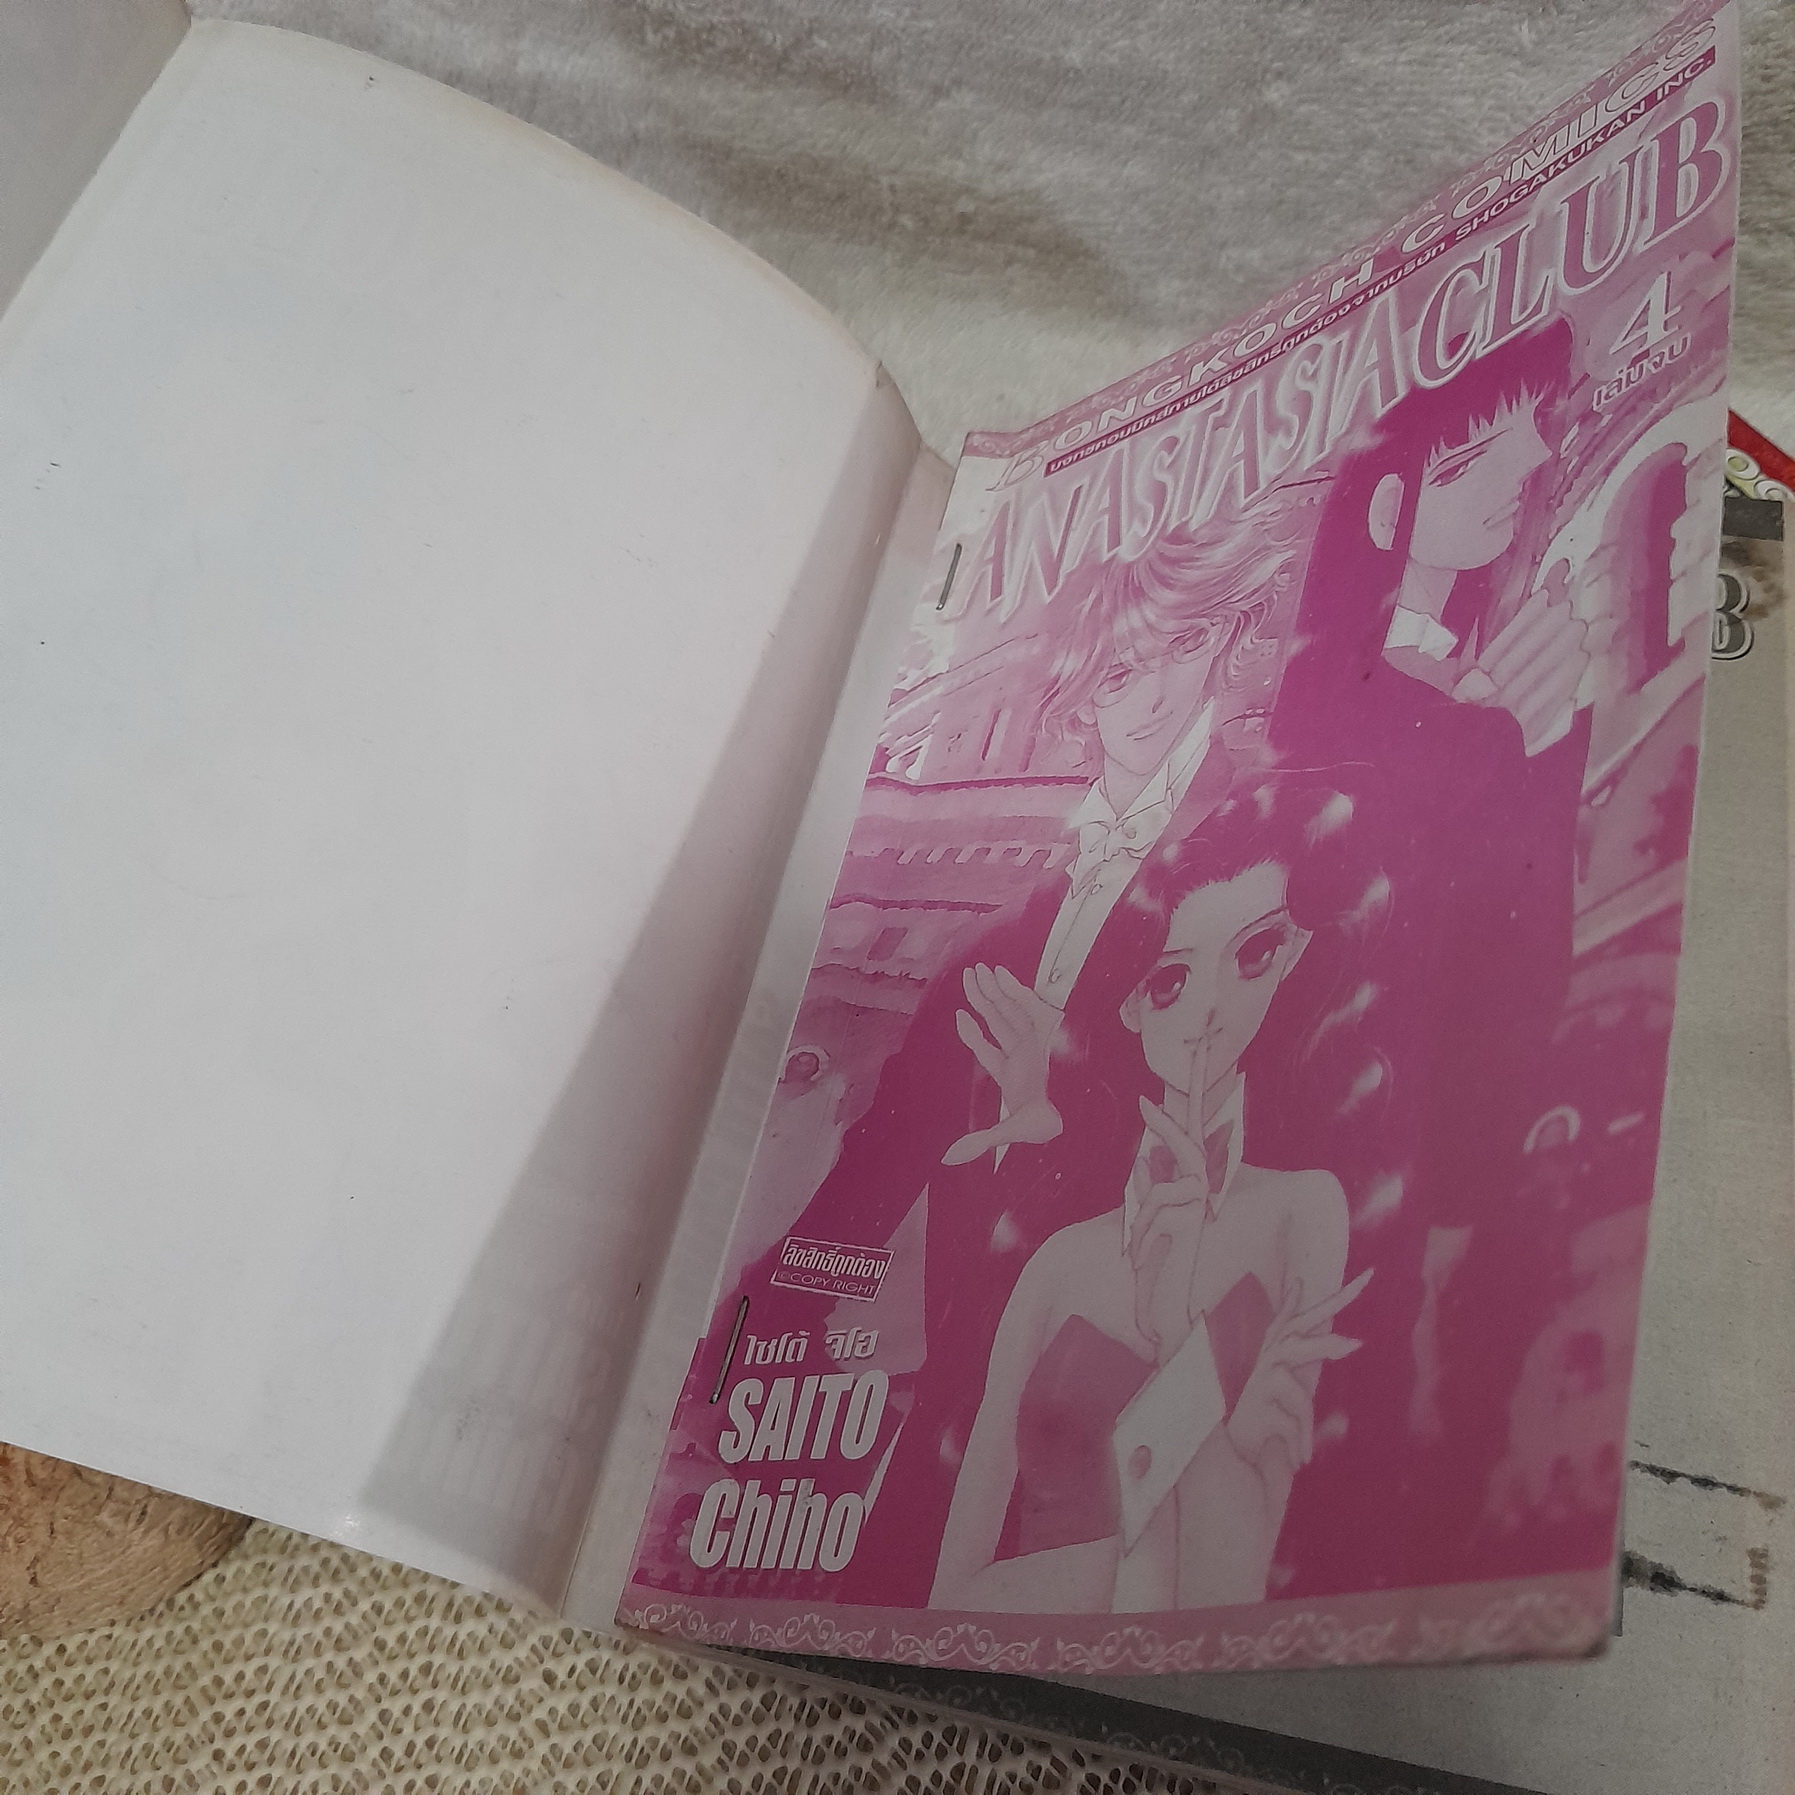 BONGKOCH COMICS
บงกชคอมมิกส์ภายใต้ลิขสิทธิ์ถูกต้องจากบริษัท SHOGAKUKAN INC.
ANASTASIA CLUB
4
เล่มจบ
B
ลิขสิทธิ์ถูกต้อง
© COPY RIGHT
ไซโต้ จิโฮ
SAITO
Chiho